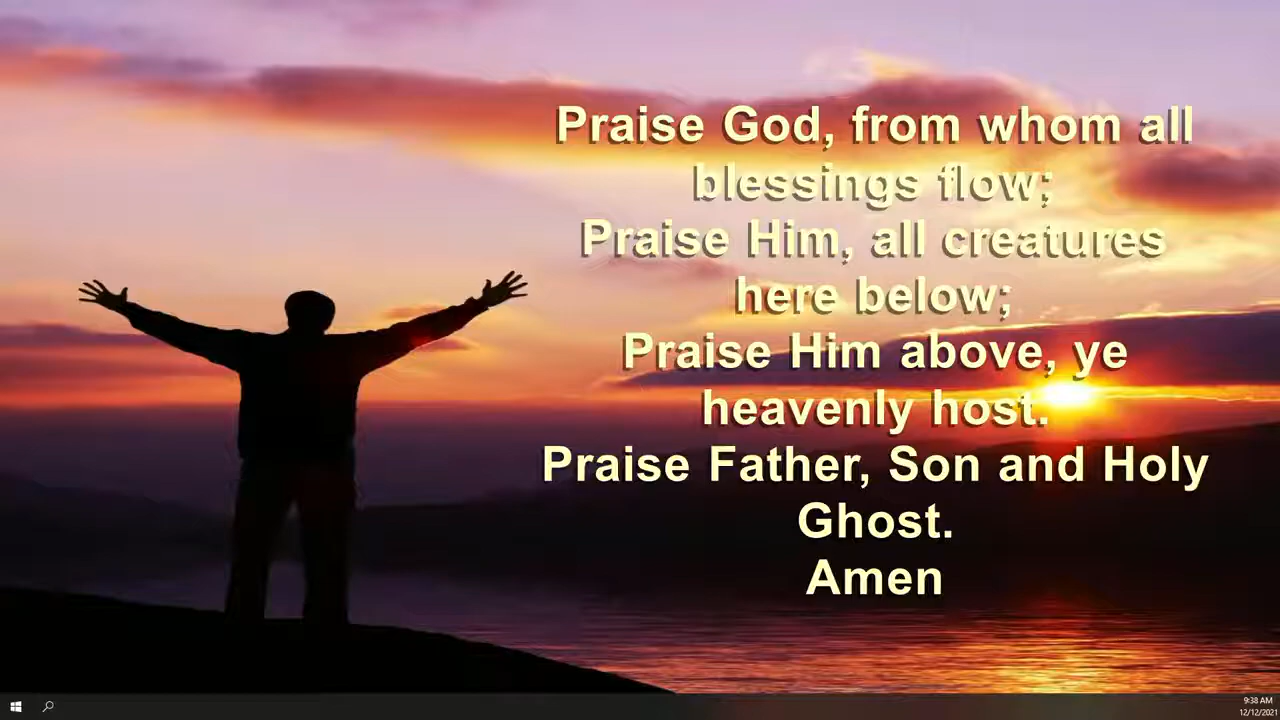 Praise God, from whom all
blessings flow;
Praise Him, all creatures
here below;
Praise Him above, ye
heavenly host.
Praise Father, Son and Holy
Ghost.
Amen
9:38 AM
12/12/2021